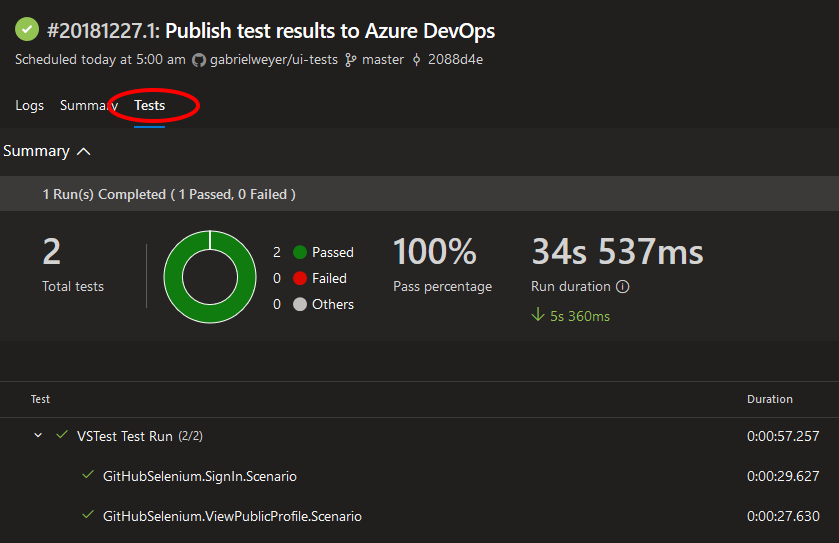 #20181227.1: Publish test results to Azure DevOps
Scheduled today at 5:00 am gabrielweyer/ui-tests master 2088d4e
Logs Summary Tests
Summary
1 Run(s) Completed ( 1 Passed, 0 Failed )
2
Total tests
2 Passed
0 Failed
0 Others
100%
Pass percentage
34s 537ms
Run duration
5s 360ms
Test Duration
VSTest Test Run (2/2) 0:00:57.257
GitHubSelenium.SignIn.Scenario 0:00:29.627
GitHubSelenium.ViewPublicProfile.Scenario 0:00:27.630